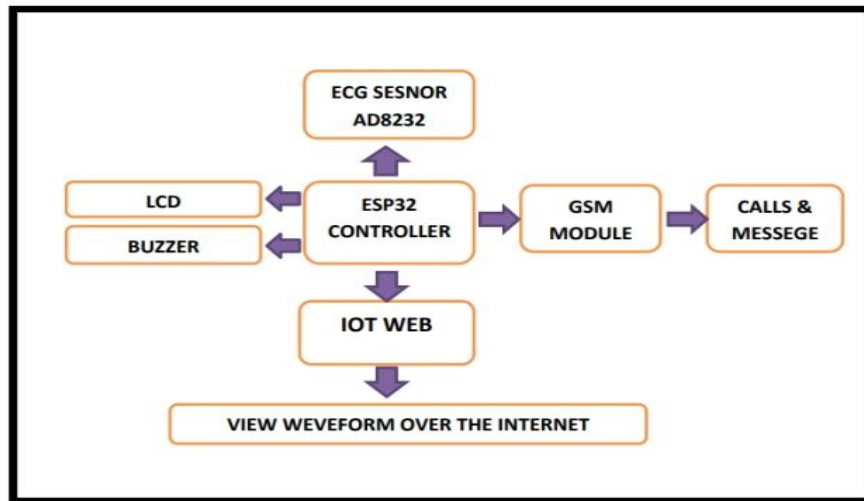 ECG SESNOR
AD8232
LCD
ESP32
CONTROLLER
GSM
MODULE
CALLS &
MESSEGE
BUZZER
IOT WEB
VIEW WEVEFORM OVER THE INTERNET